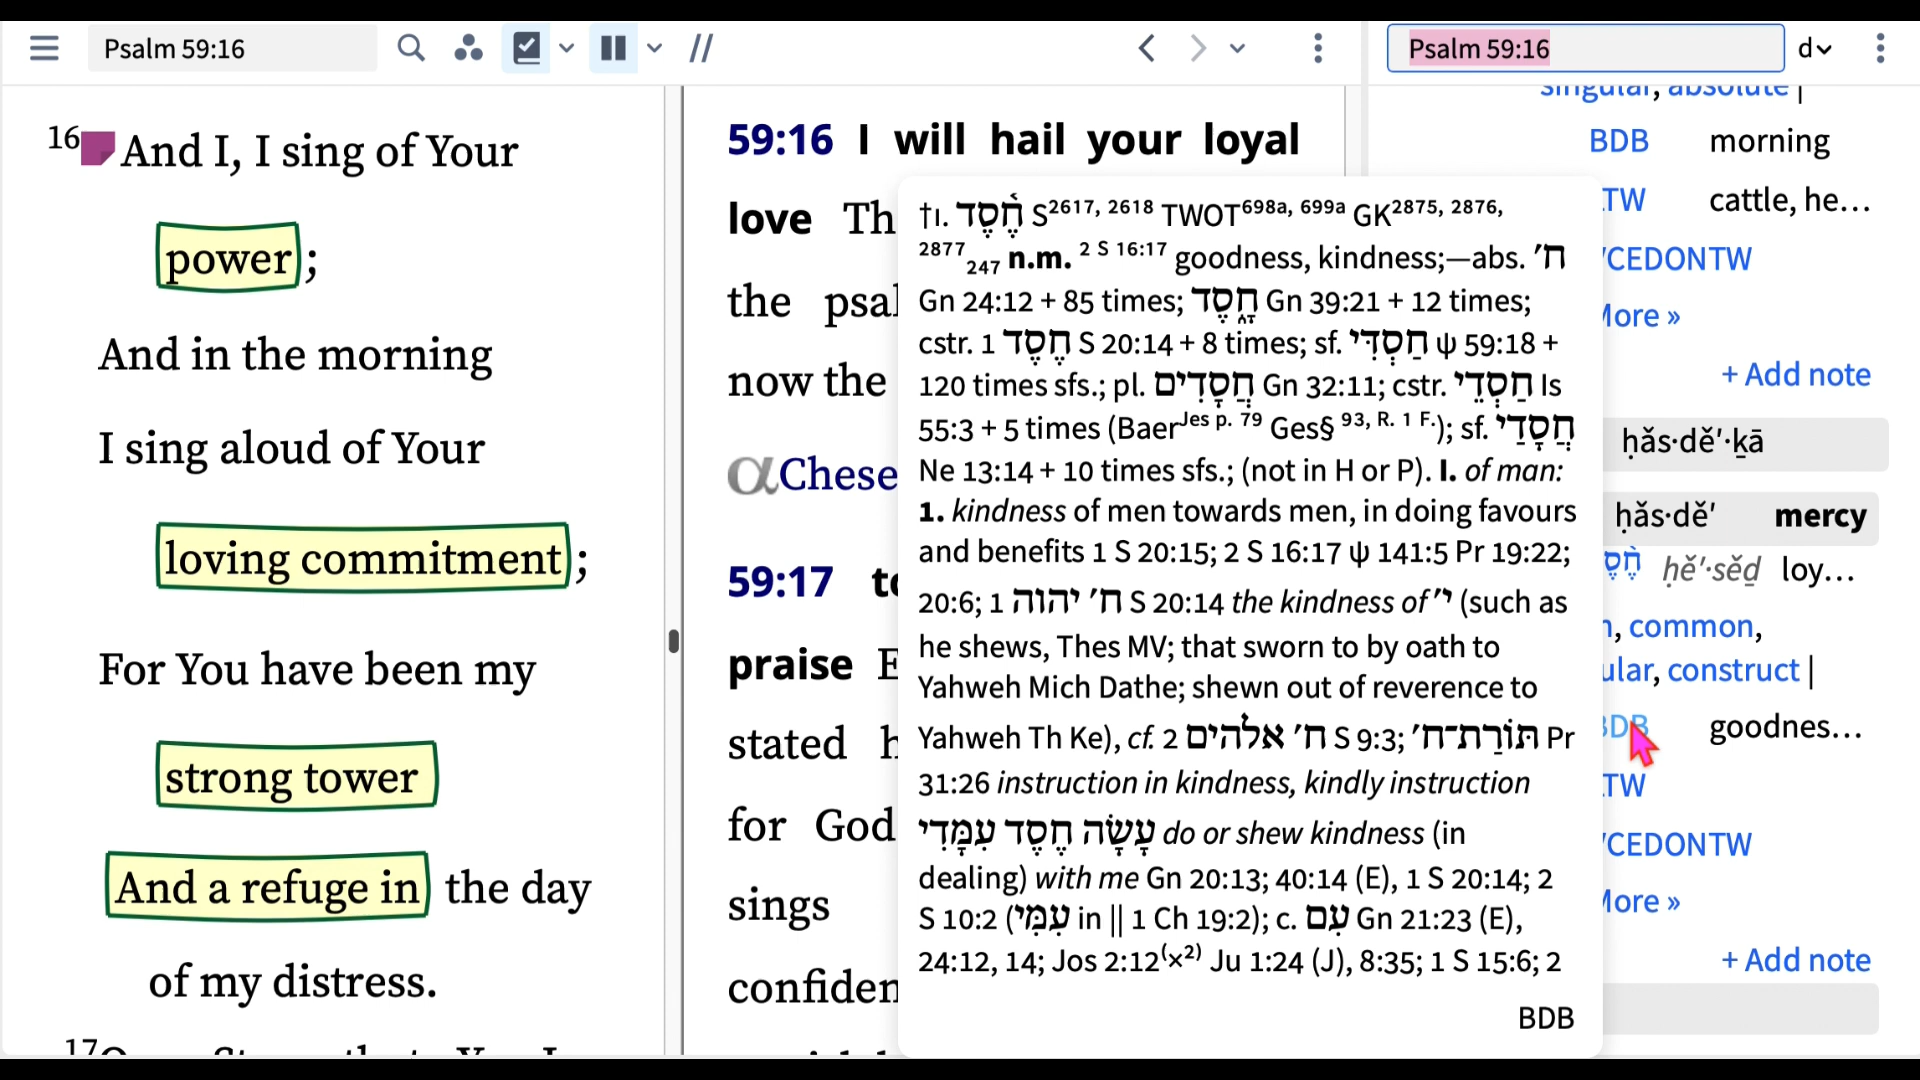 Psalm 59:16
//
Psalm 59:16
d
16 And I, I sing of Your
power;
And in the morning
I sing aloud of Your
loving commitment;
For You have been my
strong tower
And a refuge in the day
of my distress.
17
59:16 I will hail your loyal
love Th
the psal
now the
αChese
59:17 to
praise E
stated h
for God
sings
confiden
†I. חֶ֫סֶד S2617, 2618 TWOT698a, 699a GK2875, 2876,
2877 247 n.m. 2 S 16:17 goodness, kindness;—abs. ח׳
Gn 24:12 + 85 times; חָ֑סֶד Gn 39:21 + 12 times;
cstr. חֶסֶד 1 S 20:14 + 8 times; sf. חַסְדִּי ψ 59:18 +
120 times sfs.; pl. חֲסָדִים Gn 32:11; cstr. חַסְדֵי Is
55:3 + 5 times (BaerJes p. 79 Ges§ 93, R. 1 F.); sf. חֲסָדַי
Ne 13:14 + 10 times sfs.; (not in H or P). I. of man:
1. kindness of men towards men, in doing favours
and benefits 1 S 20:15; 2 S 16:17 ψ 141:5 Pr 19:22;
20:6; ח׳ יהוה 1 S 20:14 the kindness of י׳ (such as
he shews, Thes MV; that sworn to by oath to
Yahweh Mich Dathe; shewn out of reverence to
Yahweh Th Ke), cf. ח׳ אלהים 2 S 9:3; תּוֹרַת־ח׳ Pr
31:26 instruction in kindness, kindly instruction
עָשָׂה חֶסֶד עִמָּדִי do or shew kindness (in
dealing) with me Gn 20:13; 40:14 (E), 1 S 20:14; 2
S 10:2 (עִמִּי in || 1 Ch 19:2); c. עִם Gn 21:23 (E),
24:12, 14; Jos 2:12(×2) Ju 1:24 (J), 8:35; 1 S 15:6; 2
BDB
singular, absolute |
BDB morning
TW cattle, he…
CEDONTW
More »
+ Add note
ḥǎs·dě′·ḵā
ḥǎs·dě′ mercy
ḥě′·sěḏ loy…
, common,
ular, construct |
BDB goodnes…
TW
CEDONTW
More »
+ Add note